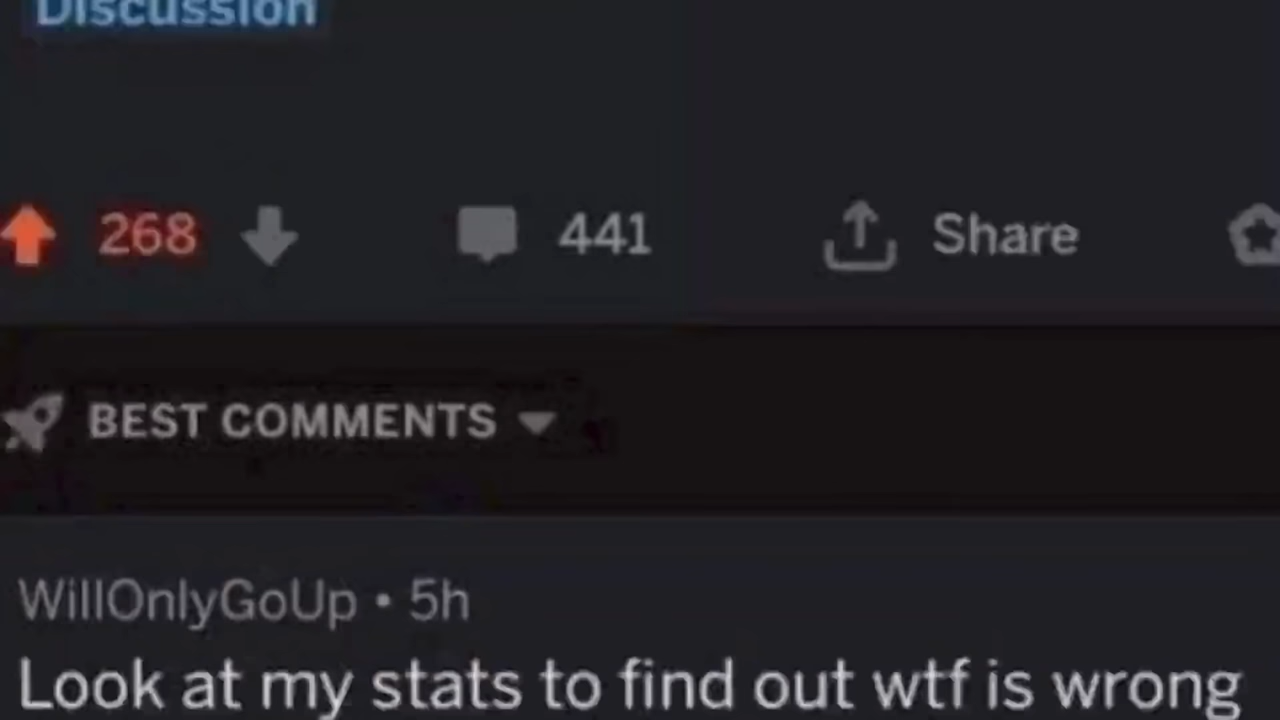 Discussion
268
441
Share
BEST COMMENTS
WillOnlyGoUp • 5h
Look at my stats to find out wtf is wrong